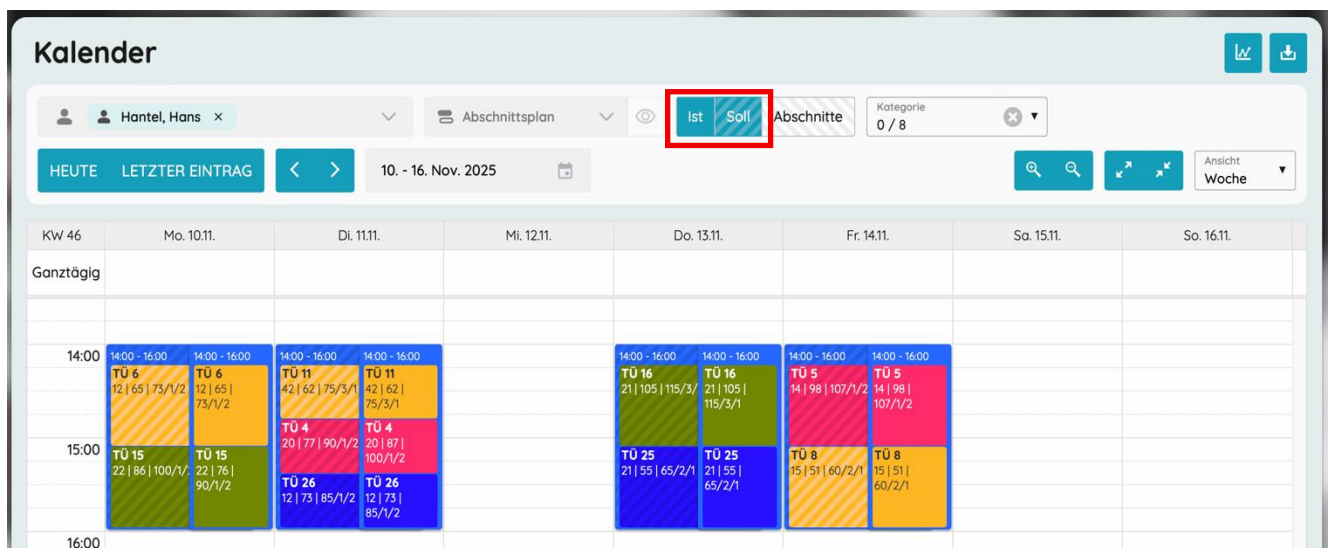 Kalender
Hantel, Hans ×
Abschnittsplan
Ist Soll Abschnitte
Kategorie
0 / 8
HEUTE LETZTER EINTRAG
10. - 16. Nov. 2025
Ansicht
Woche
KW 46 Mo. 10.11. Di. 11.11. Mi. 12.11. Do. 13.11. Fr. 14.11. Sa. 15.11. So. 16.11.
Ganztägig
14:00
15:00
16:00
14:00 - 16:00
TÜ 6
12 | 65 | 73/1/2
TÜ 15
22 | 86 | 100/1/
14:00 - 16:00
TÜ 6
12 | 65 |
73/1/2
TÜ 15
22 | 76 |
90/1/2
14:00 - 16:00
TÜ 11
42 | 62 | 75/3/1
TÜ 4
20 | 77 | 90/1/2
TÜ 26
12 | 73 | 85/1/2
14:00 - 16:00
TÜ 11
42 | 62 |
75/3/1
TÜ 4
20 | 87 |
100/1/2
TÜ 26
12 | 73 |
85/1/2
14:00 - 16:00
TÜ 16
21 | 105 | 115/3/
TÜ 25
21 | 55 | 65/2/1
14:00 - 16:00
TÜ 16
21 | 105 |
115/3/1
TÜ 25
21 | 55 |
65/2/1
14:00 - 16:00
TÜ 5
14 | 98 | 107/1/2
TÜ 8
15 | 51 | 60/2/1
14:00 - 16:00
TÜ 5
14 | 98 |
107/1/2
TÜ 8
15 | 51 |
60/2/1